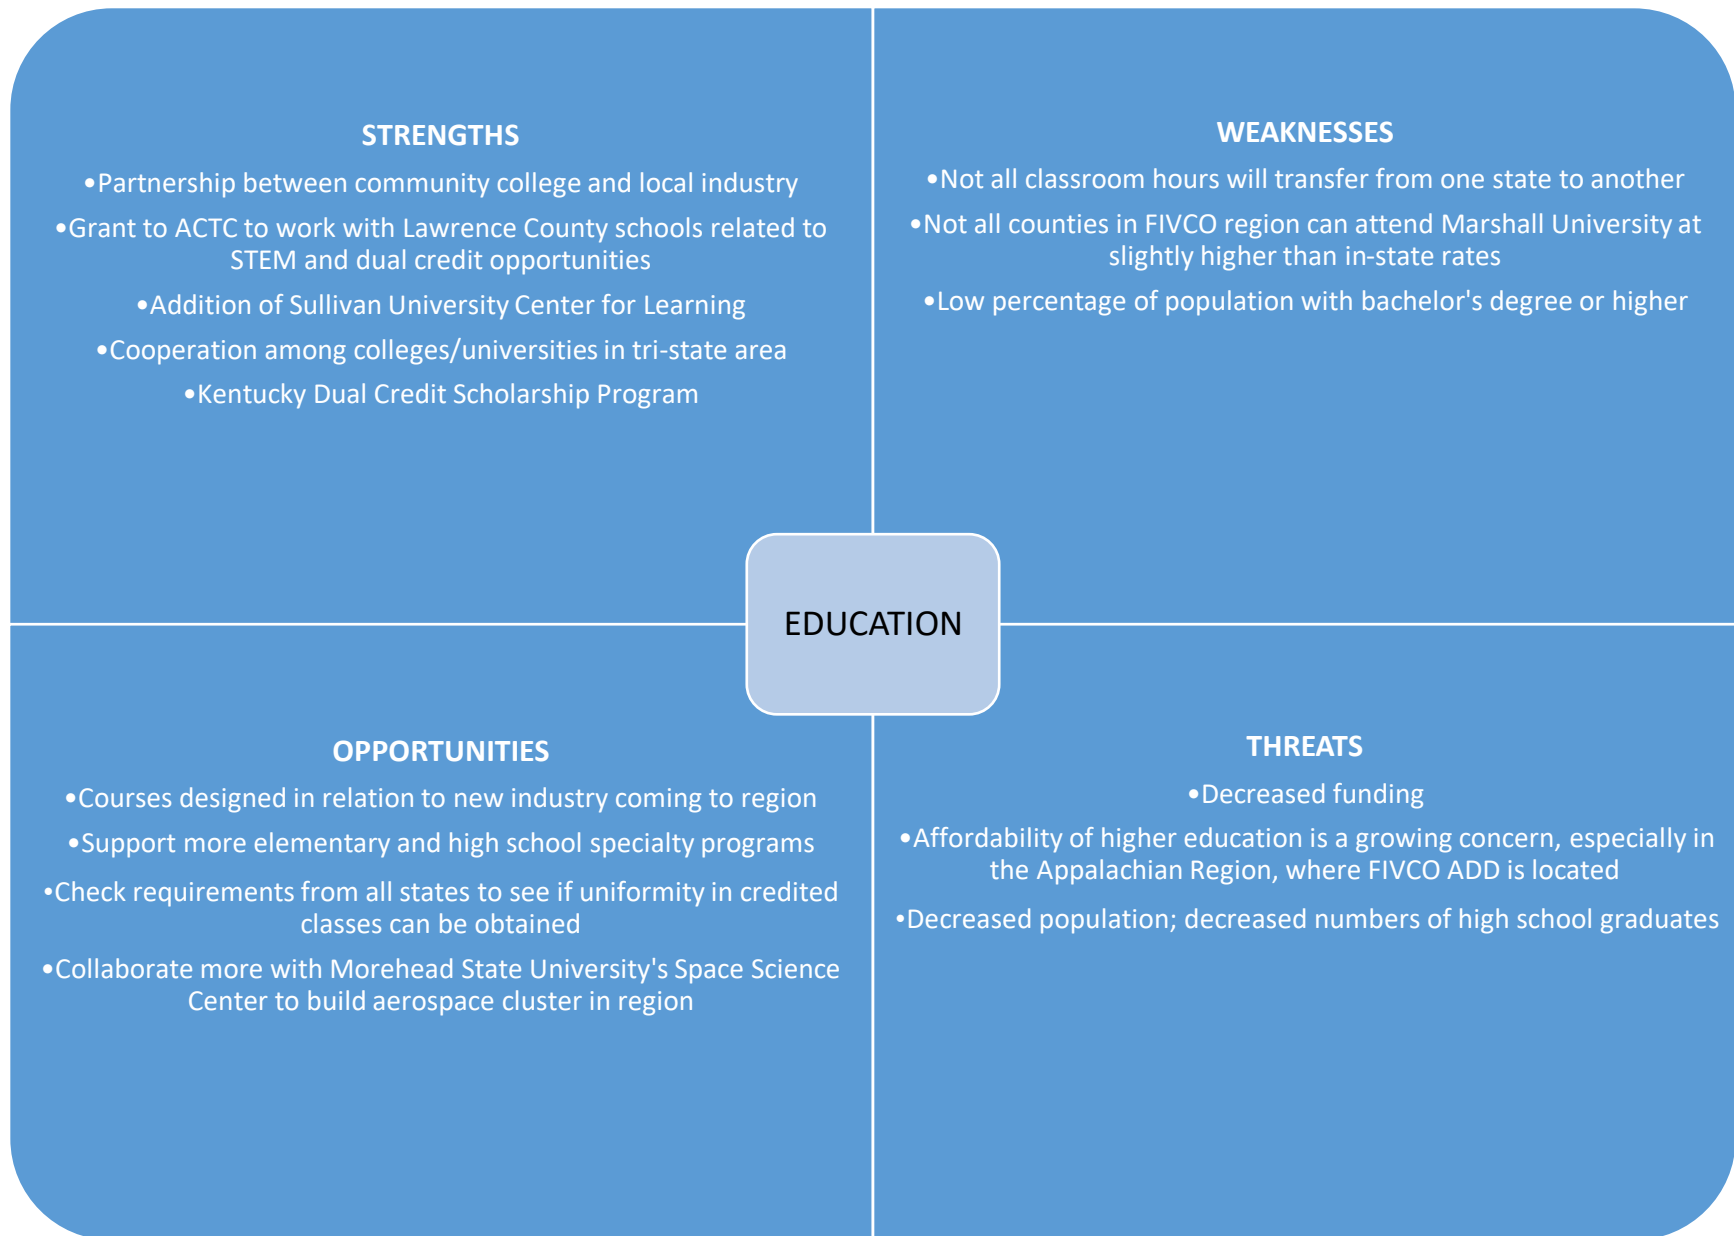 STRENGTHS
•Partnership between community college and local industry
•Grant to ACTC to work with Lawrence County schools related to
STEM and dual credit opportunities
•Addition of Sullivan University Center for Learning
•Cooperation among colleges/universities in tri-state area
•Kentucky Dual Credit Scholarship Program
WEAKNESSES
•Not all classroom hours will transfer from one state to another
•Not all counties in FIVCO region can attend Marshall University at
slightly higher than in-state rates
•Low percentage of population with bachelor's degree or higher
EDUCATION
OPPORTUNITIES
•Courses designed in relation to new industry coming to region
•Support more elementary and high school specialty programs
•Check requirements from all states to see if uniformity in credited
classes can be obtained
•Collaborate more with Morehead State University's Space Science
Center to build aerospace cluster in region
THREATS
•Decreased funding
•Affordability of higher education is a growing concern, especially in
the Appalachian Region, where FIVCO ADD is located
•Decreased population; decreased numbers of high school graduates